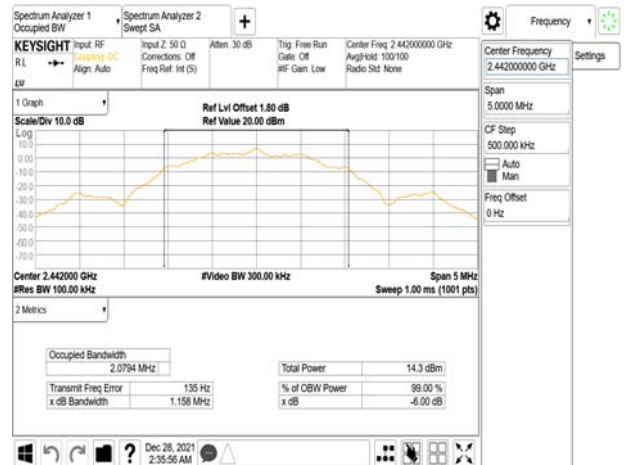 Spectrum Analyzer 1
Occupied BW
Spectrum Analyzer 2
Swept SA
+
Frequency
KEYSIGHT
RL
Input: RF
Coupling: DC
Align: Auto
Input Z: 50 Ω
Corrections: Off
Freq Ref: Int (S)
Atten: 30 dB
Trig: Free Run
Gate: Off
#IF Gain: Low
Center Freq: 2.442000000 GHz
Avg|Hold: 100/100
Radio Std: None
Center Frequency
2.442000000 GHz
Settings
Span
5.0000 MHz
CF Step
500.000 kHz
Auto
Man
Freq Offset
0 Hz
1 Graph
Scale/Div 10.0 dB
Ref Lvl Offset 1.80 dB
Ref Value 20.00 dBm
Log
10.0
0.00
-10.0
-20.0
-30.0
-40.0
-50.0
-60.0
-70.0
Center 2.442000 GHz
#Res BW 100.00 kHz
#Video BW 300.00 kHz
Span 5 MHz
Sweep 1.00 ms (1001 pts)
2 Metrics
Occupied Bandwidth
2.0794 MHz
Transmit Freq Error 135 Hz
x dB Bandwidth 1.158 MHz
Total Power 14.3 dBm
% of OBW Power 99.00 %
x dB -6.00 dB
?
Dec 28, 2021
2:35:56 AM